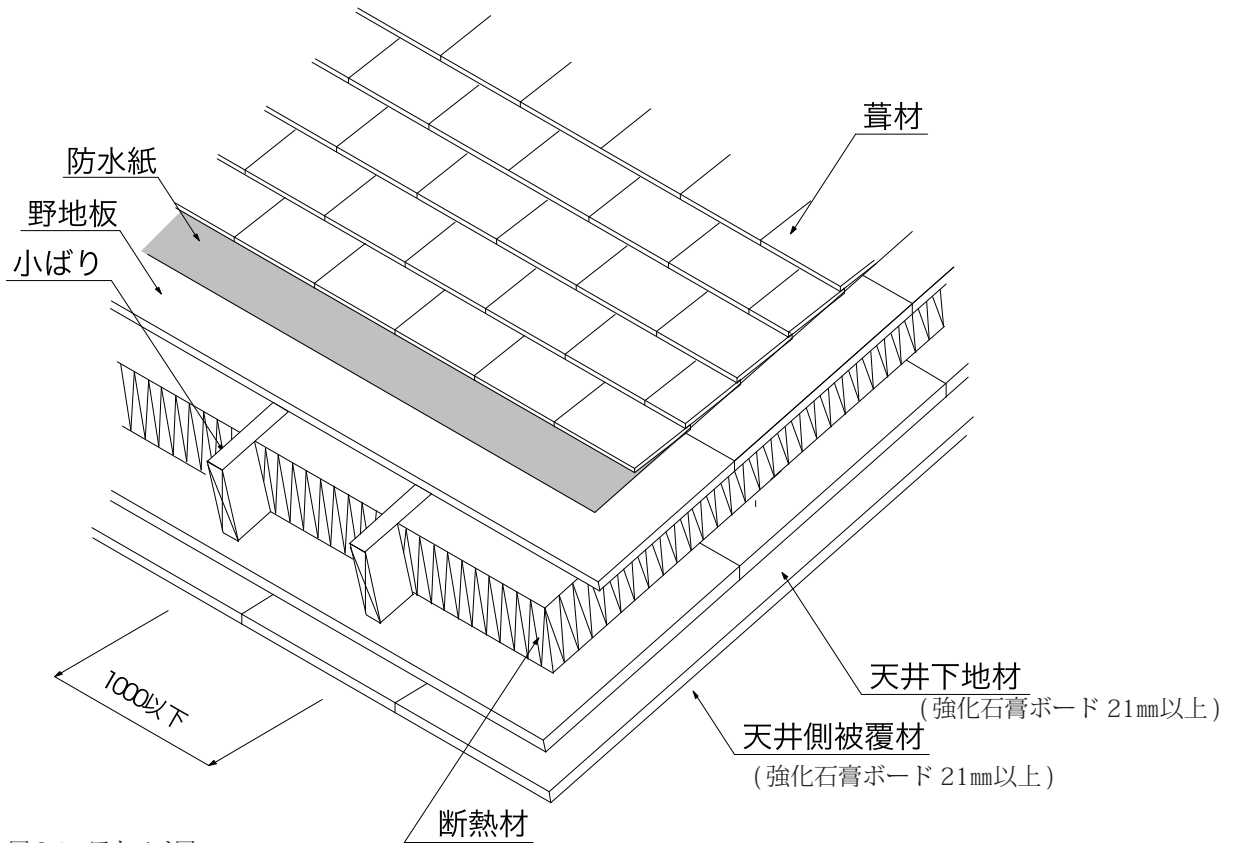 葺材
防水紙
野地板
小ばり
天井下地材
(強化石膏ボード 21㎜以上)
天井側被覆材
(強化石膏ボード 21㎜以上)
1000以下
断熱材